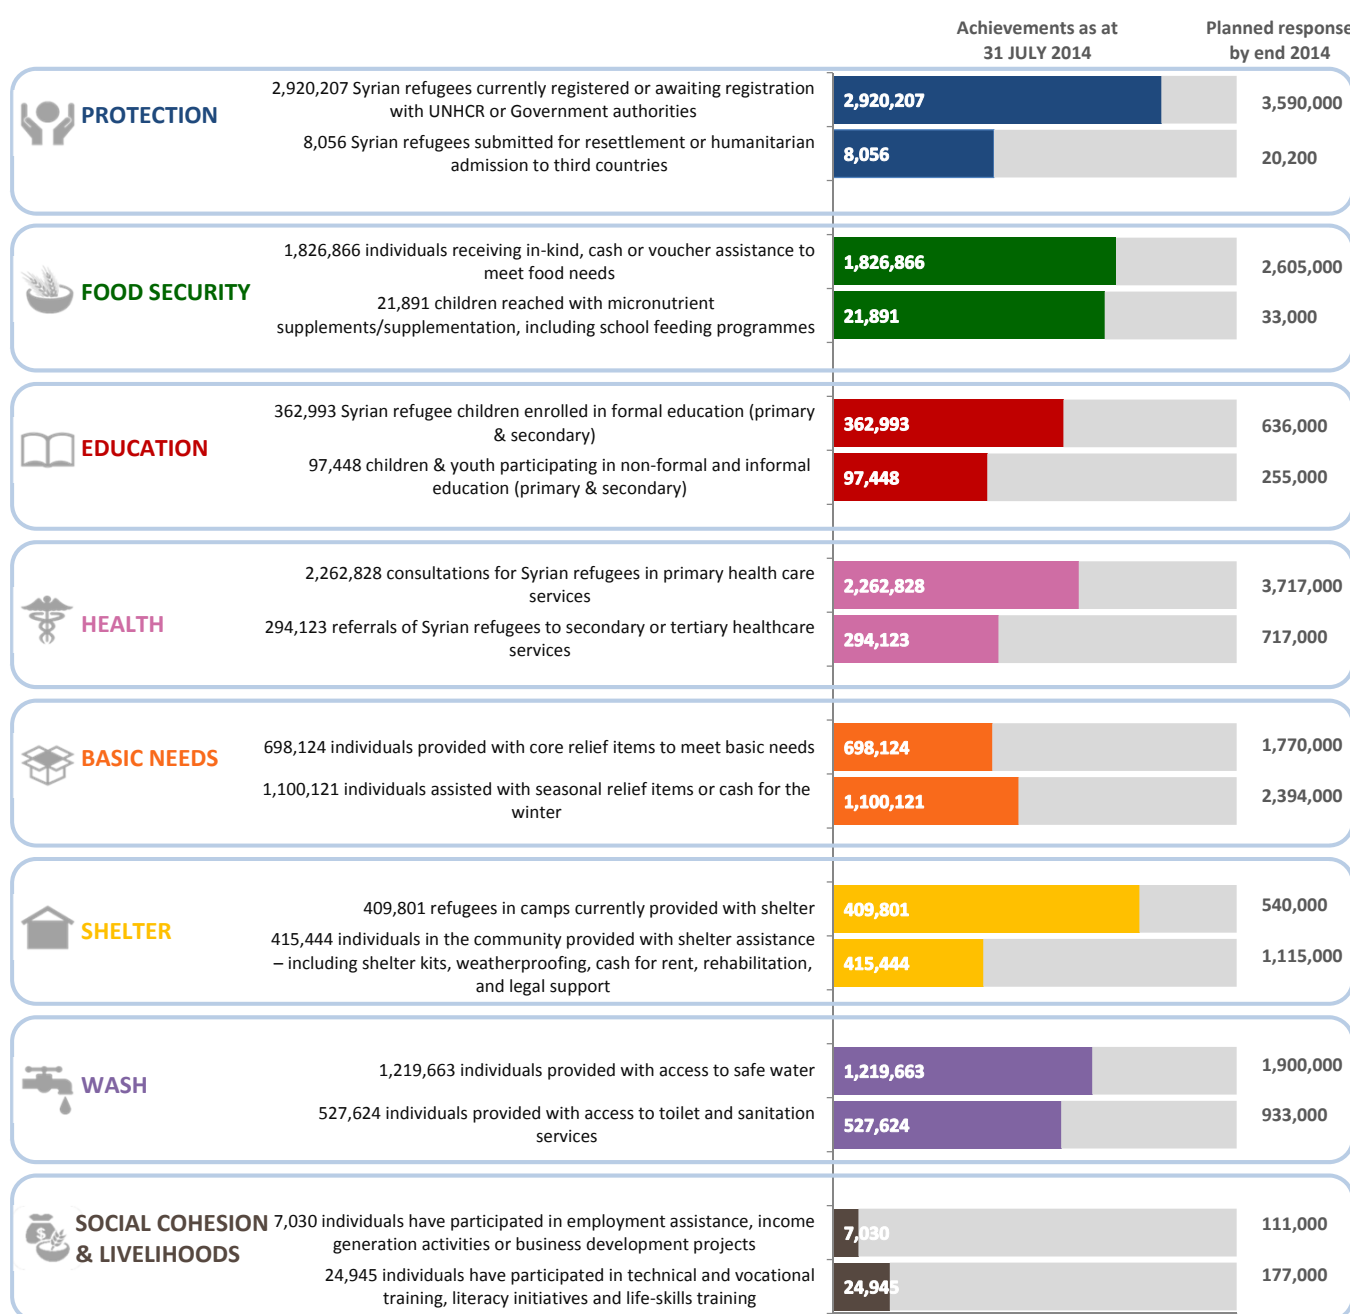 Achievements as at
31 JULY 2014
Planned response
by end 2014
PROTECTION
2,920,207 Syrian refugees currently registered or awaiting registration
with UNHCR or Government authorities
2,920,207
3,590,000
8,056 Syrian refugees submitted for resettlement or humanitarian
admission to third countries
8,056
20,200
FOOD SECURITY
1,826,866 individuals receiving in-kind, cash or voucher assistance to
meet food needs
1,826,866
2,605,000
21,891 children reached with micronutrient
supplements/supplementation, including school feeding programmes
21,891
33,000
EDUCATION
362,993 Syrian refugee children enrolled in formal education (primary
& secondary)
362,993
636,000
97,448 children & youth participating in non-formal and informal
education (primary & secondary)
97,448
255,000
HEALTH
2,262,828 consultations for Syrian refugees in primary health care
services
2,262,828
3,717,000
294,123 referrals of Syrian refugees to secondary or tertiary healthcare
services
294,123
717,000
BASIC NEEDS
698,124 individuals provided with core relief items to meet basic needs
698,124
1,770,000
1,100,121 individuals assisted with seasonal relief items or cash for the
winter
1,100,121
2,394,000
SHELTER
409,801 refugees in camps currently provided with shelter
409,801
540,000
415,444 individuals in the community provided with shelter assistance
– including shelter kits, weatherproofing, cash for rent, rehabilitation,
and legal support
415,444
1,115,000
WASH
1,219,663 individuals provided with access to safe water
1,219,663
1,900,000
527,624 individuals provided with access to toilet and sanitation
services
527,624
933,000
SOCIAL COHESION
& LIVELIHOODS
7,030 individuals have participated in employment assistance, income
generation activities or business development projects
7,030
111,000
24,945 individuals have participated in technical and vocational
training, literacy initiatives and life-skills training
24,945
177,000